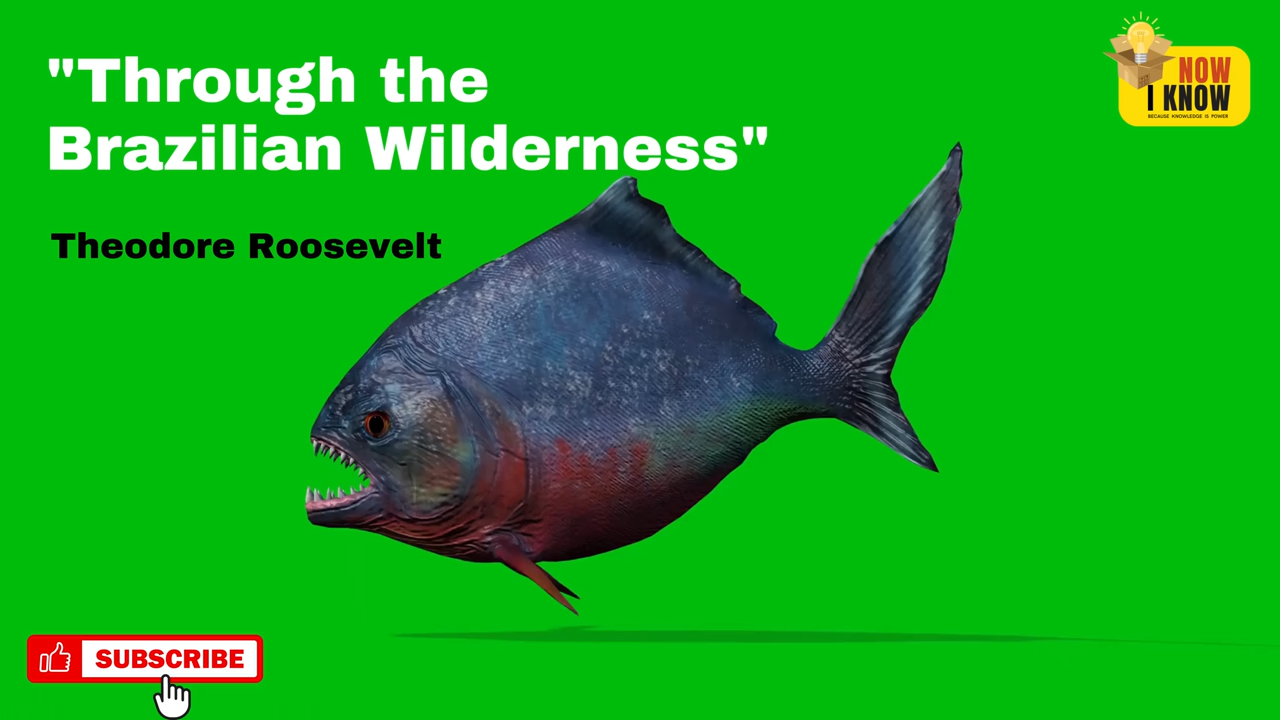 "Through the
Brazilian Wilderness"
Theodore Roosevelt
NOW
I KNOW
BECAUSE KNOWLEDGE IS POWER
SUBSCRIBE